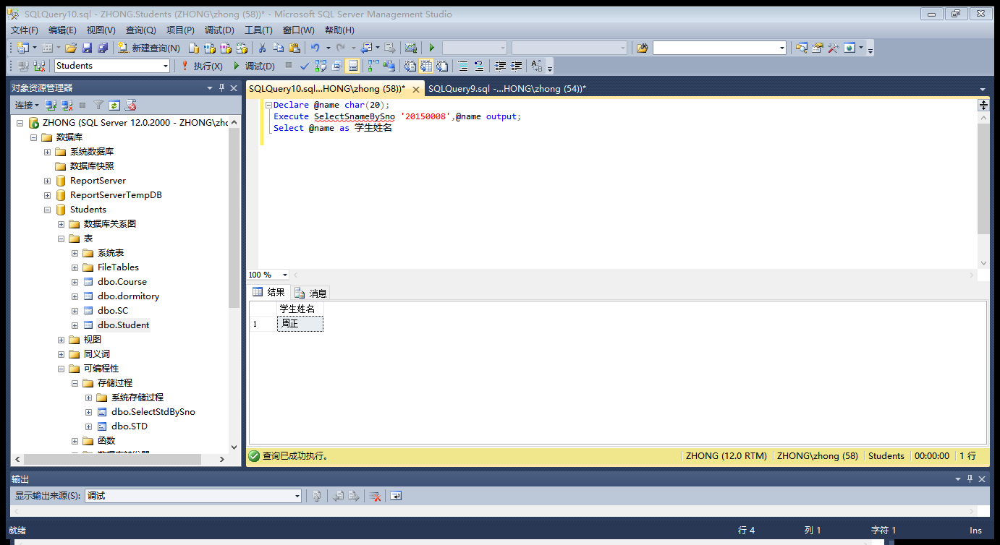 SQLQuery10.sql - ZHONG.Students (ZHONG\zhong (58))* - Microsoft SQL Server Management Studio
文件(F) 编辑(E) 视图(V) 查询(Q) 项目(P) 调试(D) 工具(T) 窗口(W) 帮助(H)
新建查询(N)
Students 执行(X) 调试(D)
对象资源管理器
连接
ZHONG (SQL Server 12.0.2000 - ZHONG\zhc
数据库
系统数据库
数据库快照
ReportServer
ReportServerTempDB
Students
数据库关系图
表
系统表
FileTables
dbo.Course
dbo.dormitory
dbo.SC
dbo.Student
视图
同义词
可编程性
存储过程
系统存储过程
dbo.SelectStdBySno
dbo.STD
函数
SQLQuery10.sql...HONG\zhong (58))* SQLQuery9.sql -...HONG\zhong (54))*
Declare @name char(20);
Execute SelectSnameBySno '20150008',@name output;
Select @name as 学生姓名
100 %
结果 消息
学生姓名
1 周正
查询已成功执行。 ZHONG (12.0 RTM) ZHONG\zhong (58) Students 00:00:00 1 行
输出
显示输出来源(S): 调试
就绪 行 4 列 1 字符 1 Ins